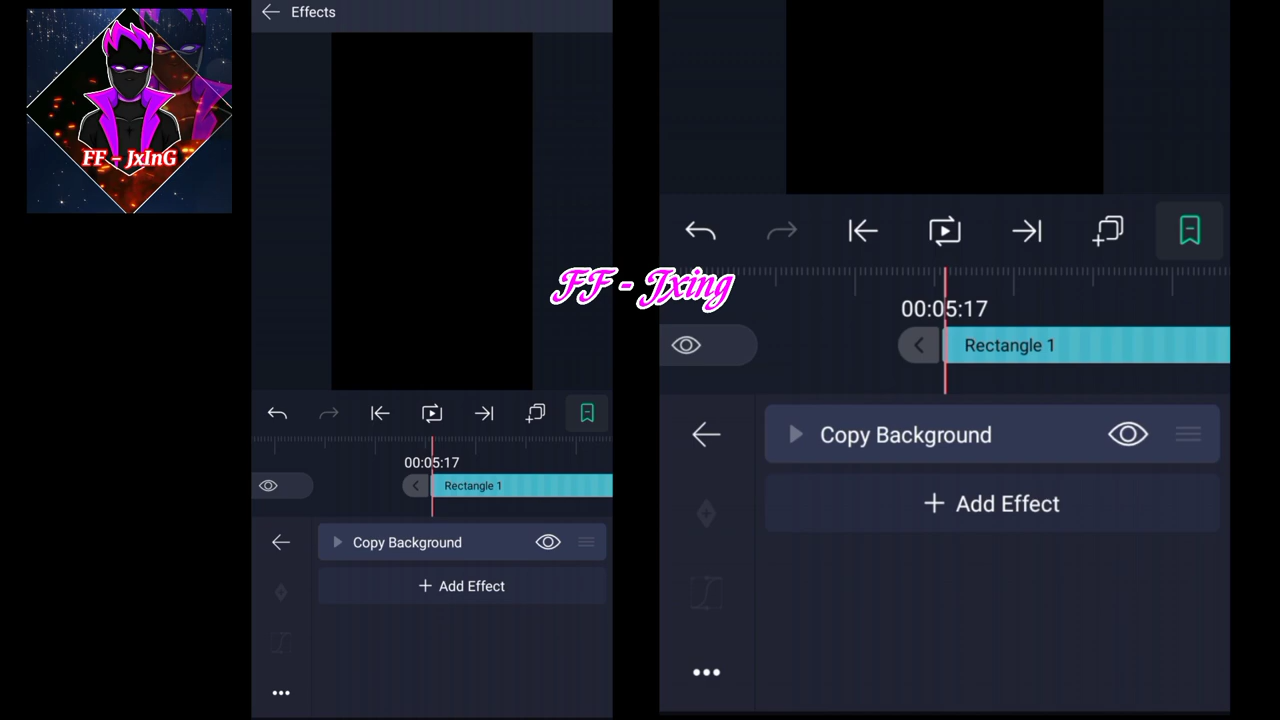 FF - JxInG
Effects
00:05:17
Rectangle 1
Copy Background
+ Add Effect
FF - Jxing
00:05:17
Rectangle 1
Copy Background
+ Add Effect